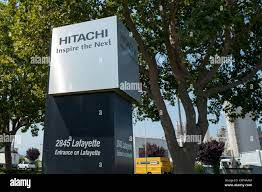 HITACHI
Inspire the Next
2845 Lafayette
Entrance on Lafayette
alamy